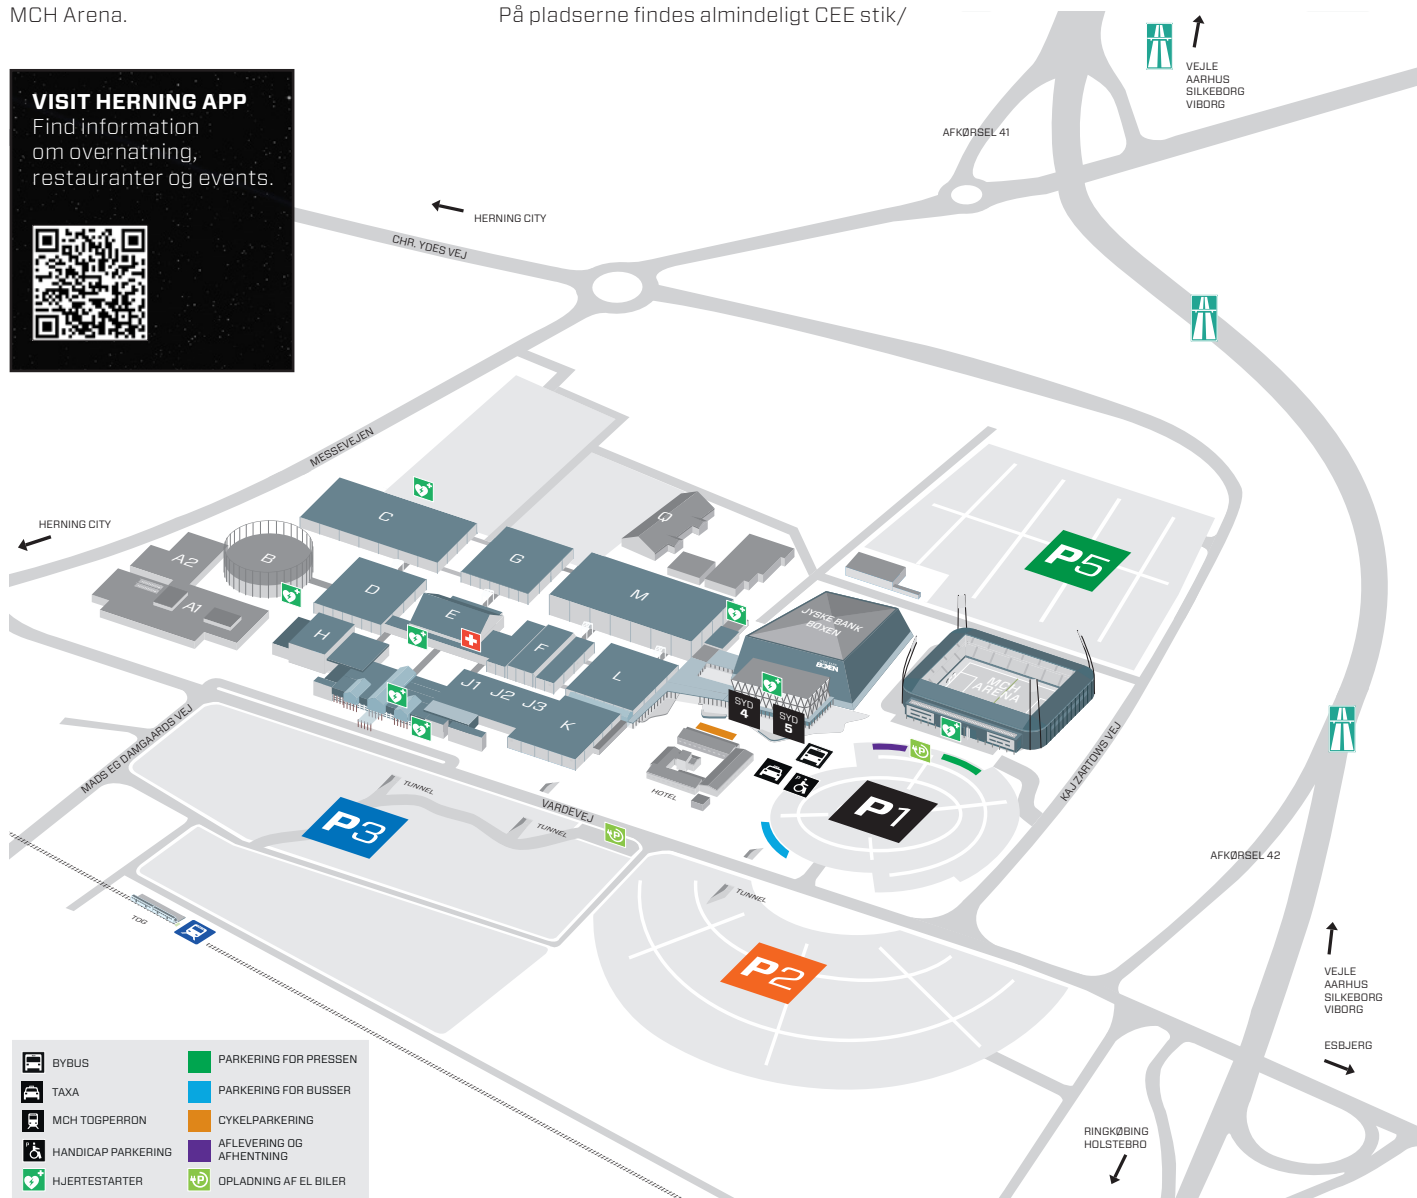 MCH Arena.
På pladserne findes almindeligt CEE stik/
VISIT HERNING APP
Find information
om overnatning,
restauranter og events.
VEJLE
AARHUS
SILKEBORG
VIBORG
AFKØRSEL 41
HERNING CITY
CHR. YDES VEJ
MESSEVEJEN
HERNING CITY
A2
A1
B
C
D
E
F
G
H
J1
J2
J3
K
L
M
Q
JYSKE BANK
BOXEN
BOXEN
MCH
ARENA
SYD
4
SYD
5
P5
P1
P3
P2
P
P
P
HOTEL
MADS EG DAMGAARDS VEJ
TUNNEL
TUNNEL
TUNNEL
VARDEVEJ
KAJ ZARTOWS VEJ
AFKØRSEL 42
TOG
VEJLE
AARHUS
SILKEBORG
VIBORG
ESBJERG
RINGKØBING
HOLSTEBRO
BYBUS
TAXA
MCH TOGPERRON
P
HANDICAP PARKERING
HJERTESTARTER
PARKERING FOR PRESSEN
PARKERING FOR BUSSER
CYKELPARKERING
AFLEVERING OG
AFHENTNING
P
OPLADNING AF EL BILER